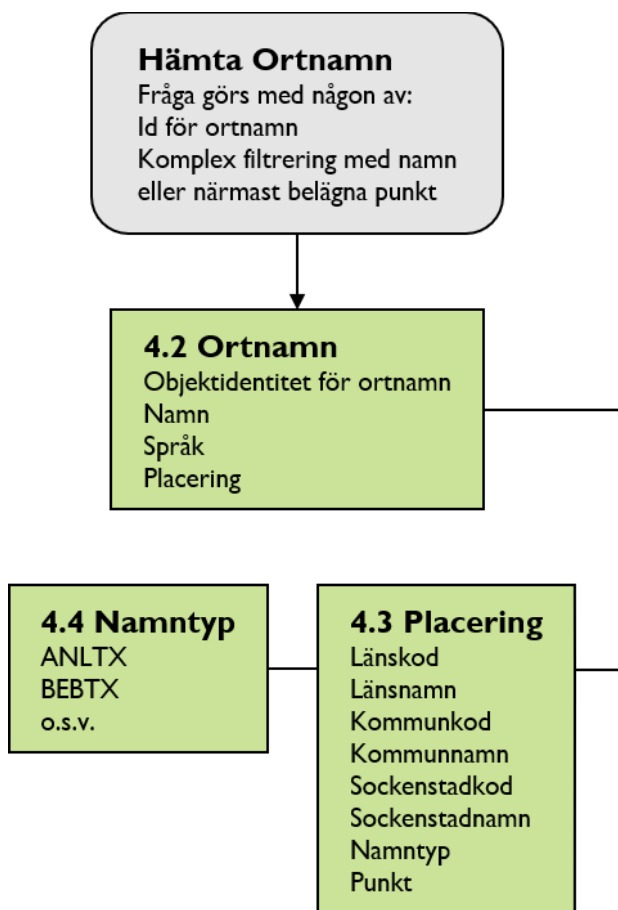 Hämta Ortnamn
Fråga görs med någon av:
Id för ortnamn
Komplex filtrering med namn
eller närmast belägna punkt
4.2 Ortnamn
Objektidentitet för ortnamn
Namn
Språk
Placering
4.4 Namntyp
ANLTX
BEBTX
o.s.v.
4.3 Placering
Länskod
Länsnamn
Kommunkod
Kommunnamn
Sockenstadkod
Sockenstadnamn
Namntyp
Punkt